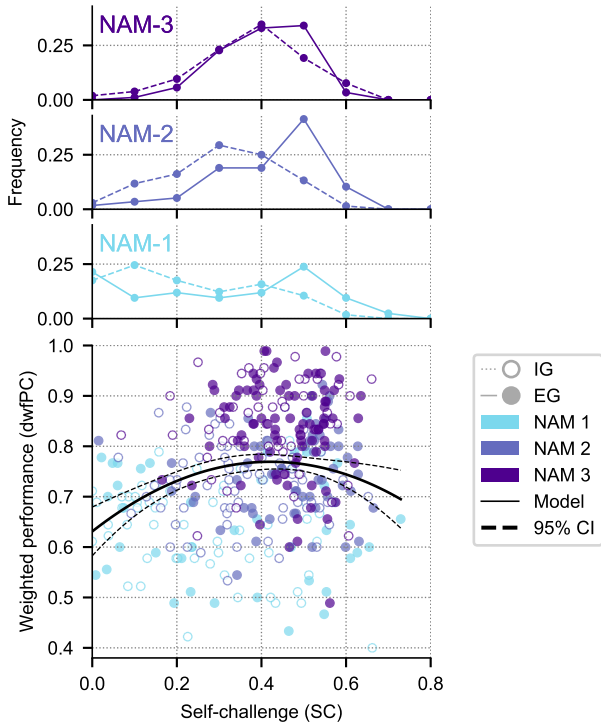 NAM-3
0.25
0.00
NAM-2
0.25
0.00
Frequency
NAM-1
0.25
0.00
1.0
0.9
0.8
0.7
0.6
0.5
0.4
Weighted performance (dwfPC)
0.0 0.2 0.4 0.6 0.8
Self-challenge (SC)
IG
EG
NAM 1
NAM 2
NAM 3
Model
95% CI